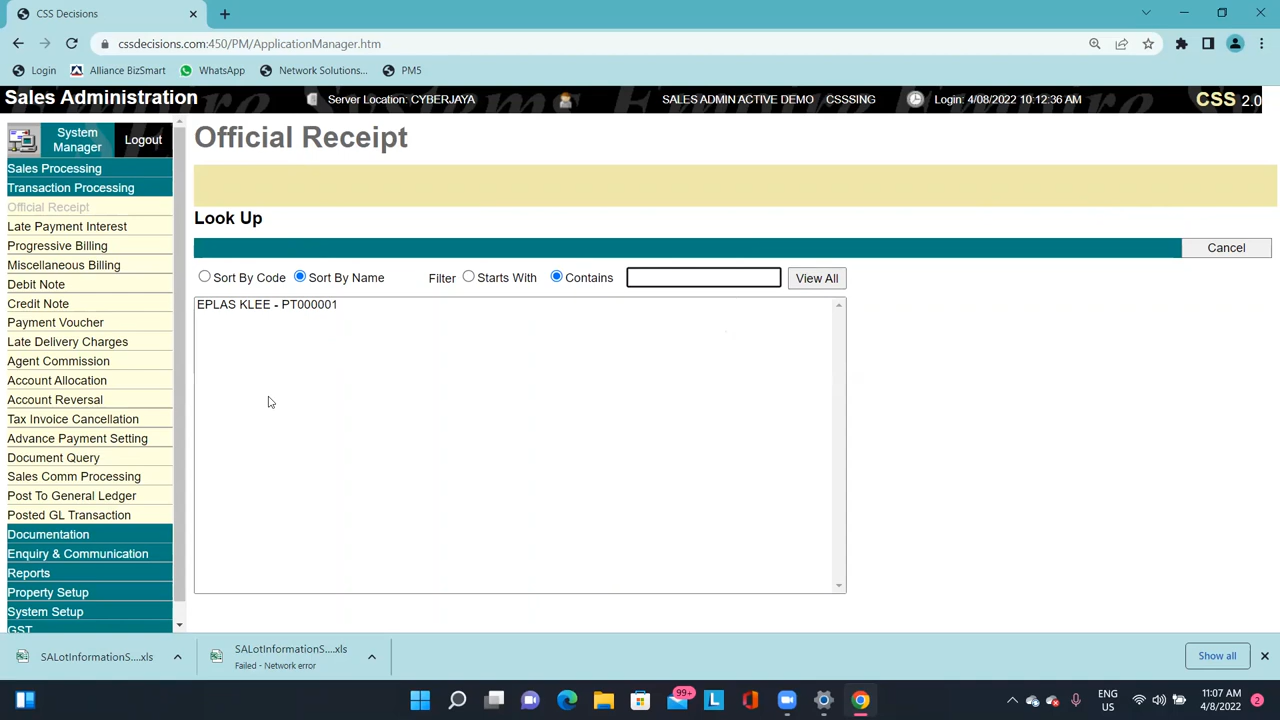 CSS Decisions
cssdecisions.com:450/PM/ApplicationManager.htm
Login
Alliance BizSmart
WhatsApp
Network Solutions...
PM5
Sales Administration
Server Location: CYBERJAYA
SALES ADMIN ACTIVE DEMO
CSSSING
Login: 4/08/2022 10:12:36 AM
CSS 2.0
System Manager
Logout
Official Receipt
Sales Processing
Transaction Processing
Official Receipt
Late Payment Interest
Progressive Billing
Miscellaneous Billing
Debit Note
Credit Note
Payment Voucher
Late Delivery Charges
Agent Commission
Account Allocation
Account Reversal
Tax Invoice Cancellation
Advance Payment Setting
Document Query
Sales Comm Processing
Post To General Ledger
Posted GL Transaction
Documentation
Enquiry & Communication
Reports
Property Setup
System Setup
GST
Look Up
Cancel
Sort By Code
Sort By Name
Filter
Starts With
Contains
View All
EPLAS KLEE - PT000001
SALotInformationS....xls
SALotInformationS....xls
Failed - Network error
Show all
99+
ENG
US
11:07 AM
4/8/2022
2